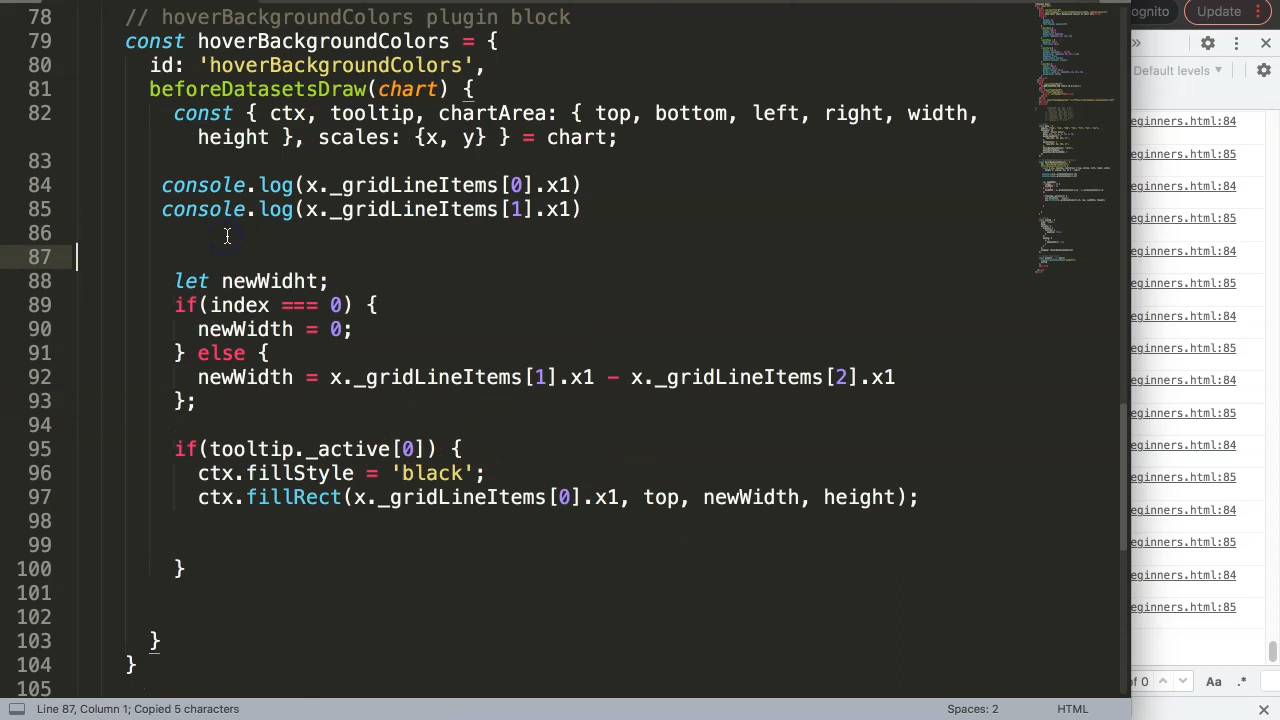 78 // hoverBackgroundColors plugin block
79 const hoverBackgroundColors = {
80 id: 'hoverBackgroundColors',
81 beforeDatasetsDraw(chart) {
82 const { ctx, tooltip, chartArea: { top, bottom, left, right, width,
height }, scales: {x, y} } = chart;
83
84 console.log(x._gridLineItems[0].x1)
85 console.log(x._gridLineItems[1].x1)
86
87
88 let newWidht;
89 if(index === 0) {
90 newWidth = 0;
91 } else {
92 newWidth = x._gridLineItems[1].x1 - x._gridLineItems[2].x1
93 };
94
95 if(tooltip._active[0]) {
96 ctx.fillStyle = 'black';
97 ctx.fillRect(x._gridLineItems[0].x1, top, newWidth, height);
98
99
100 }
101
102
103 }
104 }
105
Line 87, Column 1; Copied 5 characters
Spaces: 2
HTML
ognito
Update
Default levels
eginners.html:84
eginners.html:85
eginners.html:84
eginners.html:85
eginners.html:84
eginners.html:85
eginners.html:84
eginners.html:85
eginners.html:84
eginners.html:85
eginners.html:84
eginners.html:85
eginners.html:84
eginners.html:85
eginners.html:84
eginners.html:85
of 0
Aa
.*